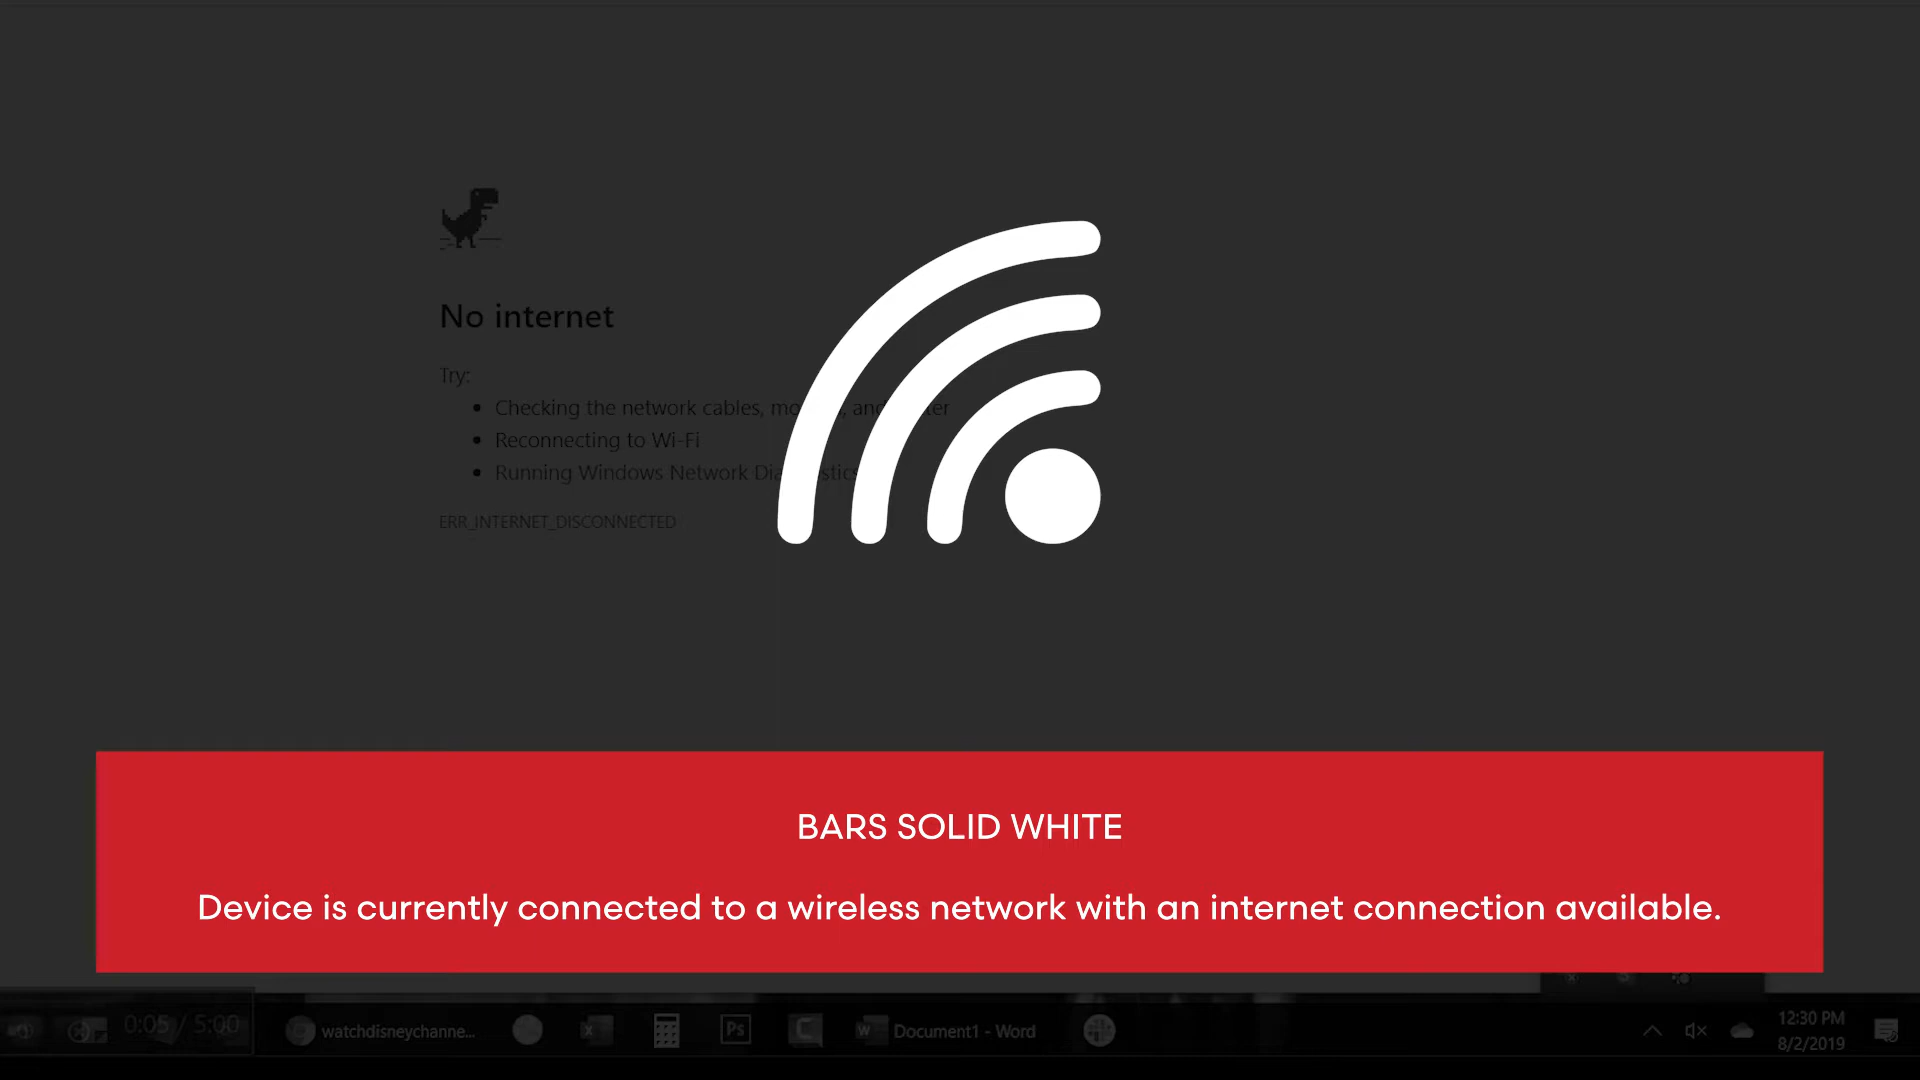 No internet
Try:
Checking the network cables,
Reconnecting to Wi-Fi
Running Windows Network
ERR_INTERNET_DISCONNECTED
BARS SOLID WHITE
Device is currently connected to a wireless network with an internet connection available.
0:05 / 5:00
watchdisneychanne...
X
Ps
C
W
Document1 - Word
12:30 PM
8/2/2019